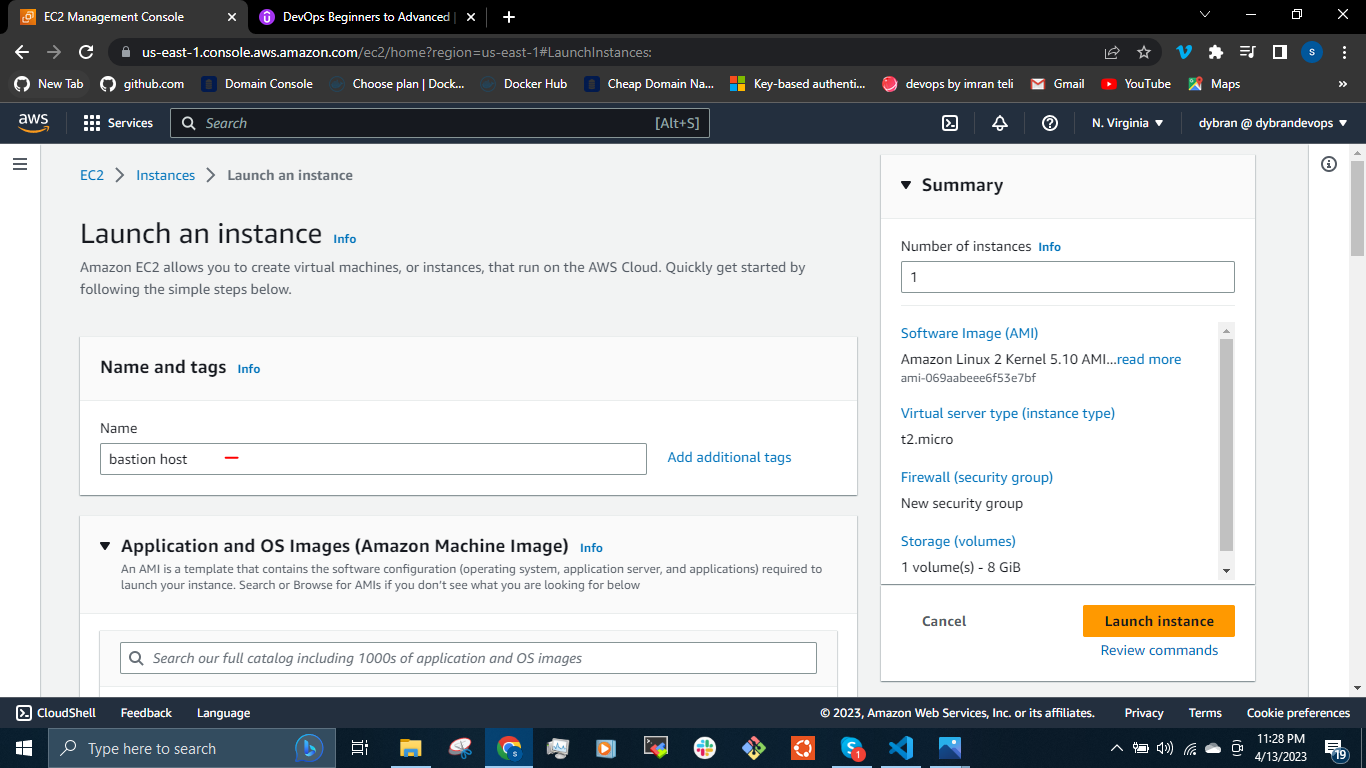 EC2 Management Console
DevOps Beginners to Advanced |
us-east-1.console.aws.amazon.com/ec2/home?region=us-east-1#LaunchInstances:
S
New Tab
github.com
Domain Console
Choose plan | Dock...
Docker Hub
Cheap Domain Na...
Key-based authenti...
devops by imran teli
Gmail
YouTube
Maps
»
aws
Services
Search
[Alt+S]
N. Virginia
dybran @ dybrandevops
EC2
Instances
Launch an instance
Launch an instance Info
Amazon EC2 allows you to create virtual machines, or instances, that run on the AWS Cloud. Quickly get started by
following the simple steps below.
Name and tags Info
Name
bastion host
Add additional tags
Application and OS Images (Amazon Machine Image) Info
An AMI is a template that contains the software configuration (operating system, application server, and applications) required to
launch your instance. Search or Browse for AMIs if you don't see what you are looking for below
Search our full catalog including 1000s of application and OS images
Summary
Number of instances Info
1
Software Image (AMI)
Amazon Linux 2 Kernel 5.10 AMI...read more
ami-069aabeee6f53e7bf
Virtual server type (instance type)
t2.micro
Firewall (security group)
New security group
Storage (volumes)
1 volume(s) - 8 GiB
Cancel
Launch instance
Review commands
CloudShell
Feedback
Language
© 2023, Amazon Web Services, Inc. or its affiliates.
Privacy
Terms
Cookie preferences
Type here to search
1
11:28 PM
4/13/2023
19